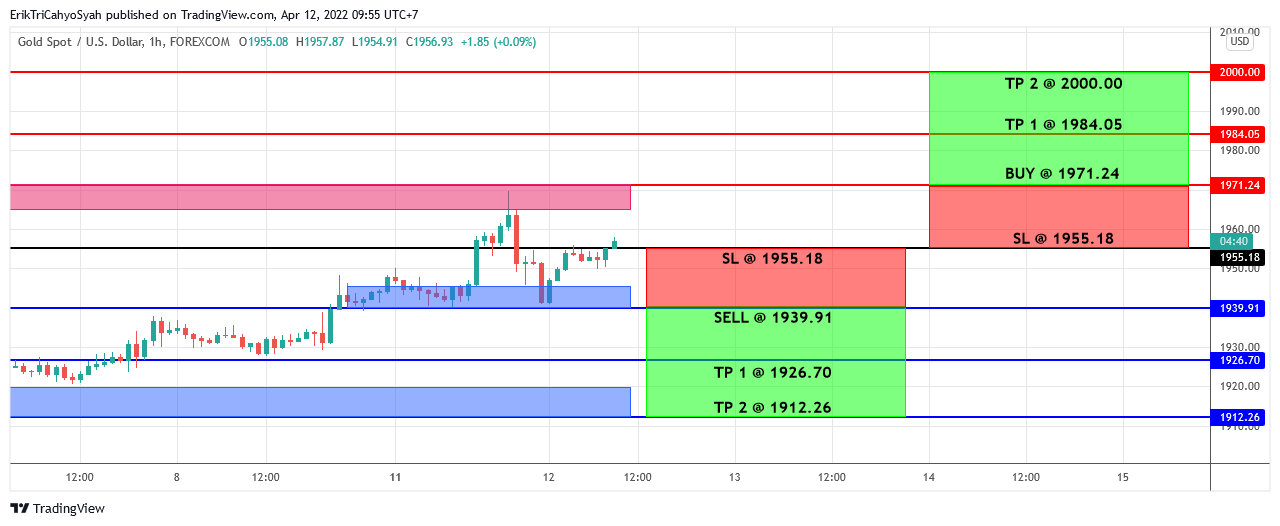 ErikTriCahyoSyah published on TradingView.com, Apr 12, 2022 09:55 UTC+7
Gold Spot / U.S. Dollar, 1h, FOREXCOM O1955.08 H1957.87 L1954.91 C1956.93 +1.85 (+0.09%)
2010.00
USD
2000.00
TP 2 @ 2000.00
1990.00
TP 1 @ 1984.05
1984.05
1980.00
BUY @ 1971.24
1971.24
1960.00
SL @ 1955.18
04:40
SL @ 1955.18
1955.18
1950.00
1939.91
SELL @ 1939.91
1930.00
1926.70
TP 1 @ 1926.70
1920.00
TP 2 @ 1912.26
1912.26
1910.00
12:00 8 12:00 11 12 12:00 13 12:00 14 12:00 15
TradingView